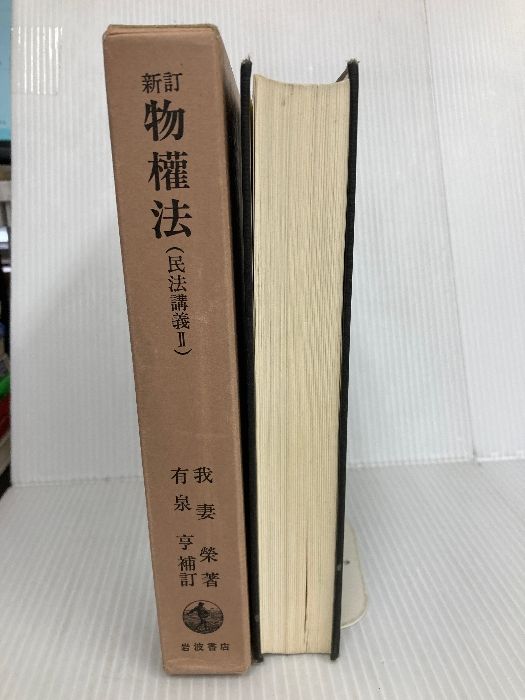 新訂
物權法
(民法講義Ⅱ)
我妻榮著
有泉亨補訂
岩波書店